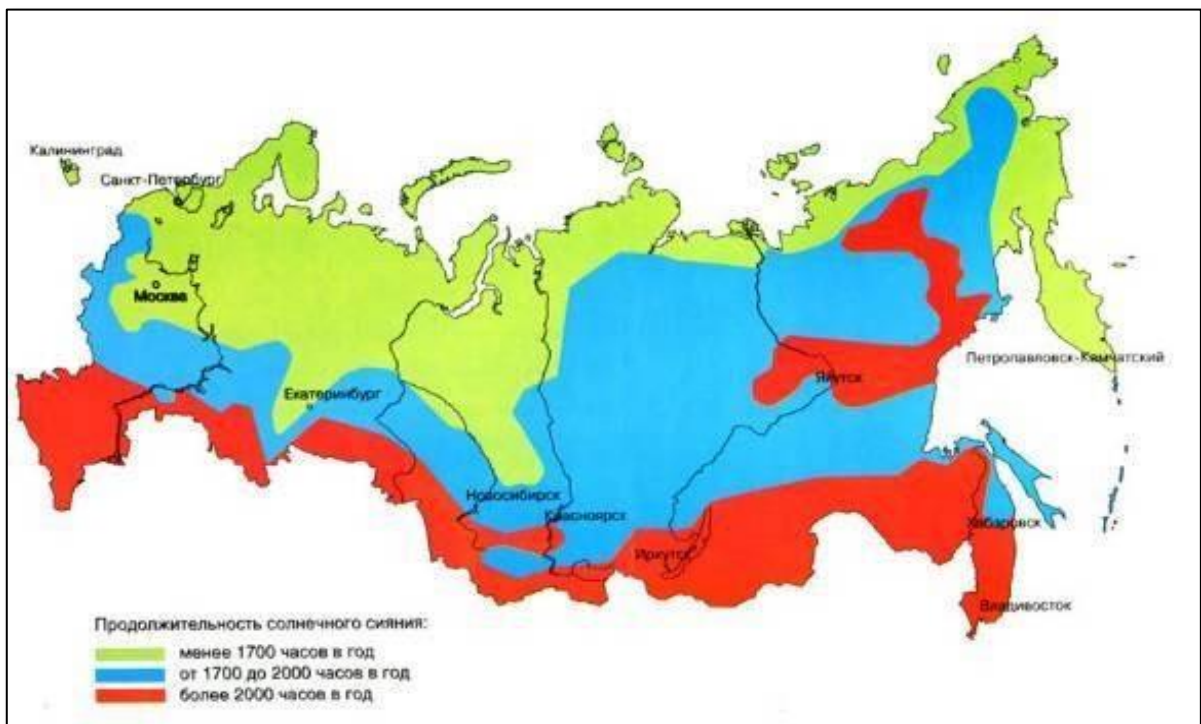 Калининград
Санкт-Петербург
Москва
Екатеринбург
Петропавловск-Камчатский
Якутск
Новосибирск
Красноярск
Иркутск
Хабаровск
Владивосток
Продолжительность солнечного сияния:
менее 1700 часов в год
от 1700 до 2000 часов в год
более 2000 часов в год